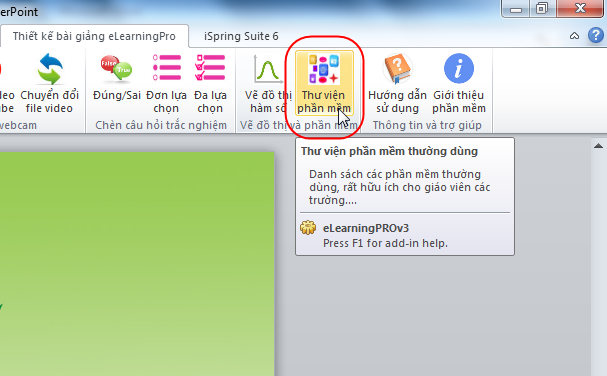 erPoint
Thiết kế bài giảng eLearningPro iSpring Suite 6
Chuyển đổi file video
Đúng/Sai
Đơn lựa chọn
Đa lựa chọn
Vẽ đồ thị hàm số
Thư viện phần mềm
Hướng dẫn sử dụng
Giới thiệu phần mềm
False
True
webcam Chèn câu hỏi trắc nghiệm Vẽ đồ thị và phần mềm Thông tin và trợ giúp
Thư viện phần mềm thường dùng
Danh sách các phần mềm thường
dùng, rất hữu ích cho giáo viên các
trường....
eLearningPROv3
Press F1 for add-in help.